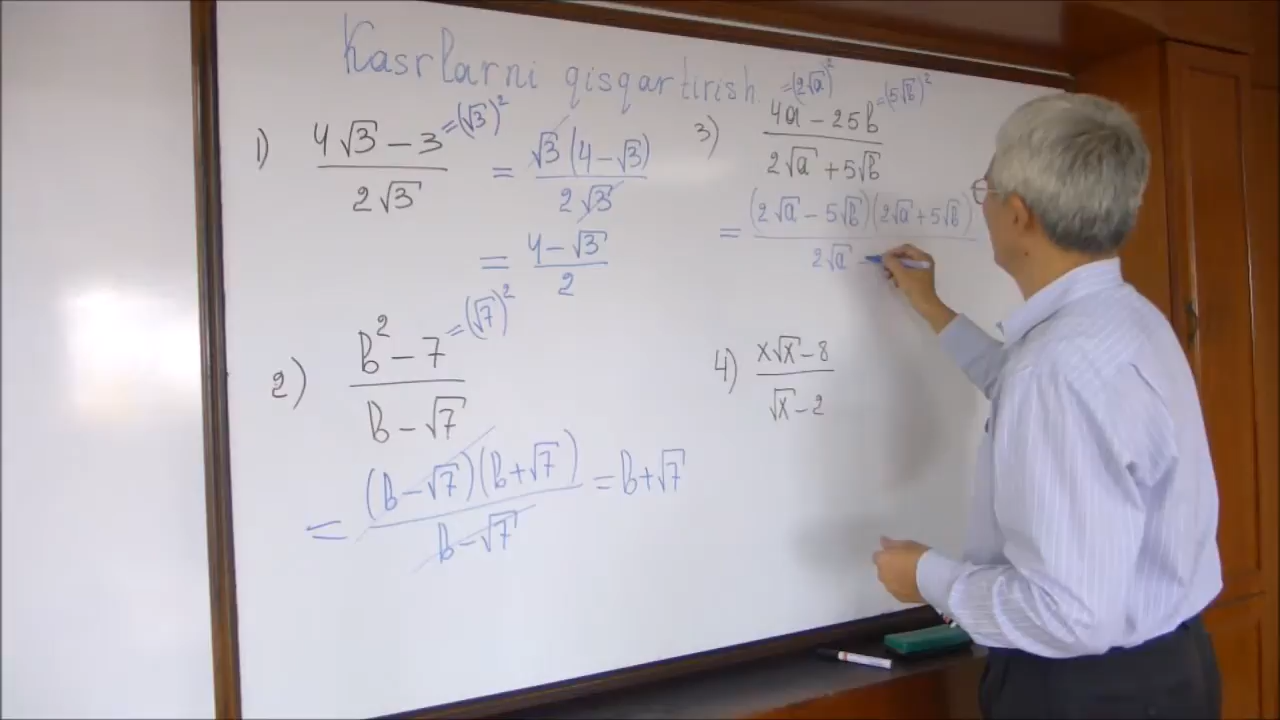 Kasrlarni qisqartirish
1) (4√3 − 3)/(2√3) 3=(√3)² = (√3(4−√3))/(2√3)
= (4−√3)/2
2) (b² − 7)/(b − √7) 7=(√7)²
= ((b−√7)(b+√7))/(b−√7) = b+√7
3) (4a − 25b)/(2√a + 5√b) =(2√a)² =(5√b)²
= ((2√a − 5√b)(2√a + 5√b))/(2√a −
4) (x√x − 8)/(√x − 2)